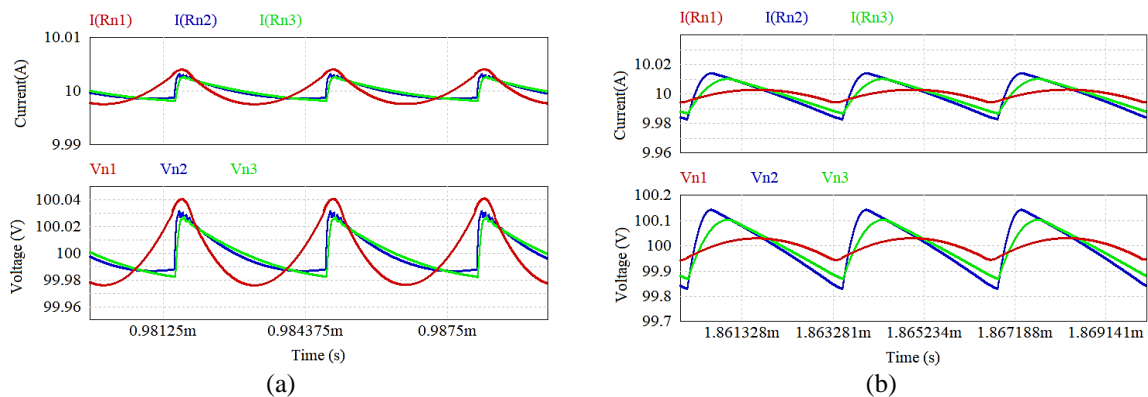 I(Rn1) I(Rn2) I(Rn3)
10.01
10
9.99
Current(A)
Vn1 Vn2 Vn3
100.04
100.02
100
99.98
99.96
Voltage (V)
0.98125m 0.984375m 0.9875m
Time (s)
(a)
I(Rn1) I(Rn2) I(Rn3)
10.02
10
9.98
9.96
Current(A)
Vn1 Vn2 Vn3
100.2
100.1
100
99.9
99.8
99.7
Voltage (V)
1.861328m 1.863281m 1.865234m 1.867188m 1.869141m
Time (s)
(b)